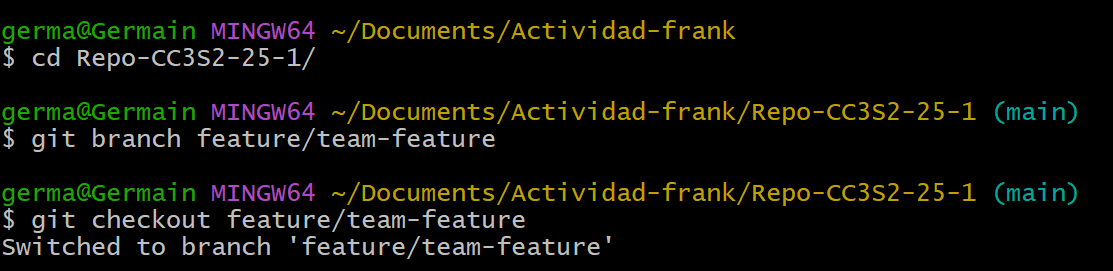 germa@Germain MINGW64 ~/Documents/Actividad-frank
$ cd Repo-CC3S2-25-1/
germa@Germain MINGW64 ~/Documents/Actividad-frank/Repo-CC3S2-25-1 (main)
$ git branch feature/team-feature
germa@Germain MINGW64 ~/Documents/Actividad-frank/Repo-CC3S2-25-1 (main)
$ git checkout feature/team-feature
Switched to branch 'feature/team-feature'